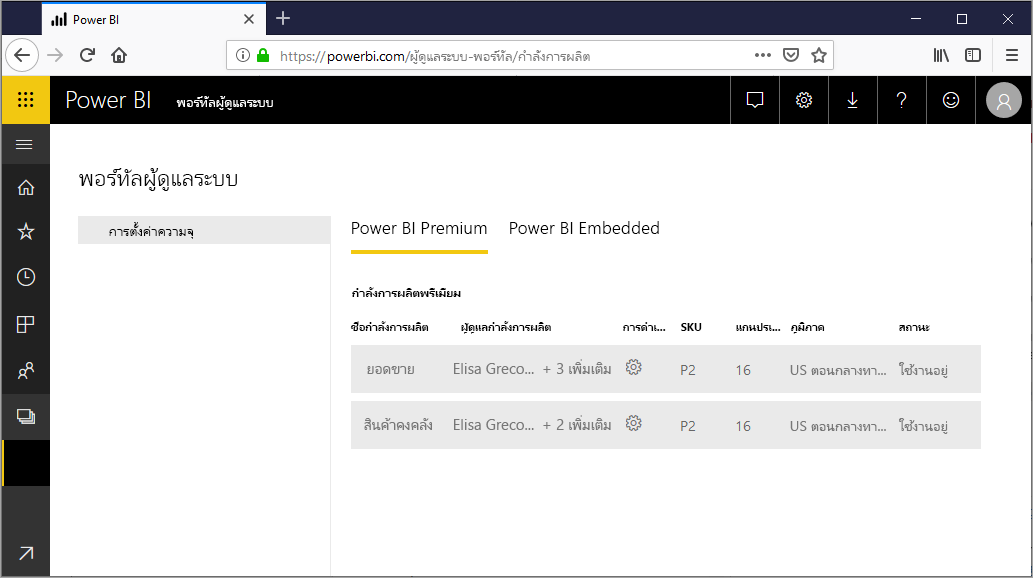 Power BI
https://powerbi.com/ผู้ดูแลระบบ-พอร์ทัล/กำลังการผลิต
Power BI พอร์ทัลผู้ดูแลระบบ
พอร์ทัลผู้ดูแลระบบ
การตั้งค่าความจุ
Power BI Premium Power BI Embedded
กำลังการผลิตพรีเมียม
ชื่อกำลังการผลิต ผู้ดูแลกำลังการผลิต การดำเ... SKU แกนประเ... ภูมิภาค สถานะ
ยอดขาย Elisa Greco... + 3 เพิ่มเติม P2 16 US ตอนกลางทา... ใช้งานอยู่
สินค้าคงคลัง Elisa Greco... + 2 เพิ่มเติม P2 16 US ตอนกลางทา... ใช้งานอยู่